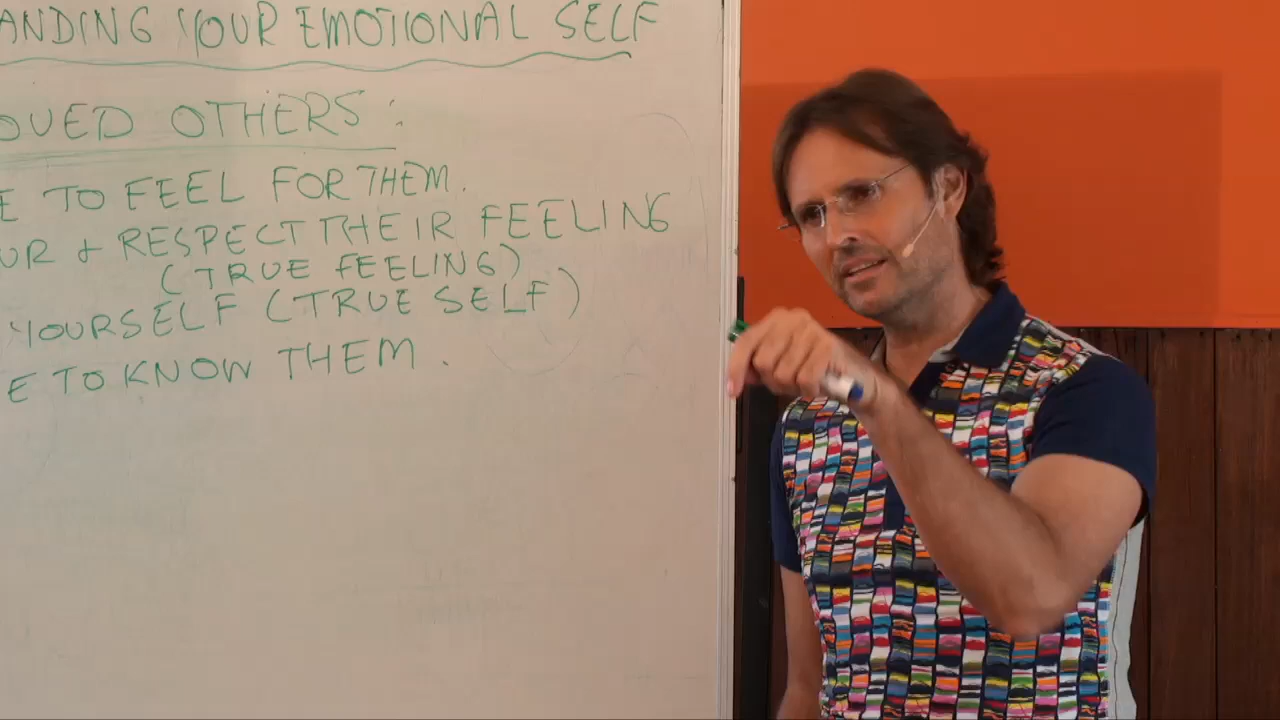 ANDING YOUR EMOTIONAL SELF
OVED OTHERS:
E TO FEEL FOR THEM.
UR & RESPECT THEIR FEELING
(TRUE FEELING)
YOURSELF (TRUE SELF)
E TO KNOW THEM.